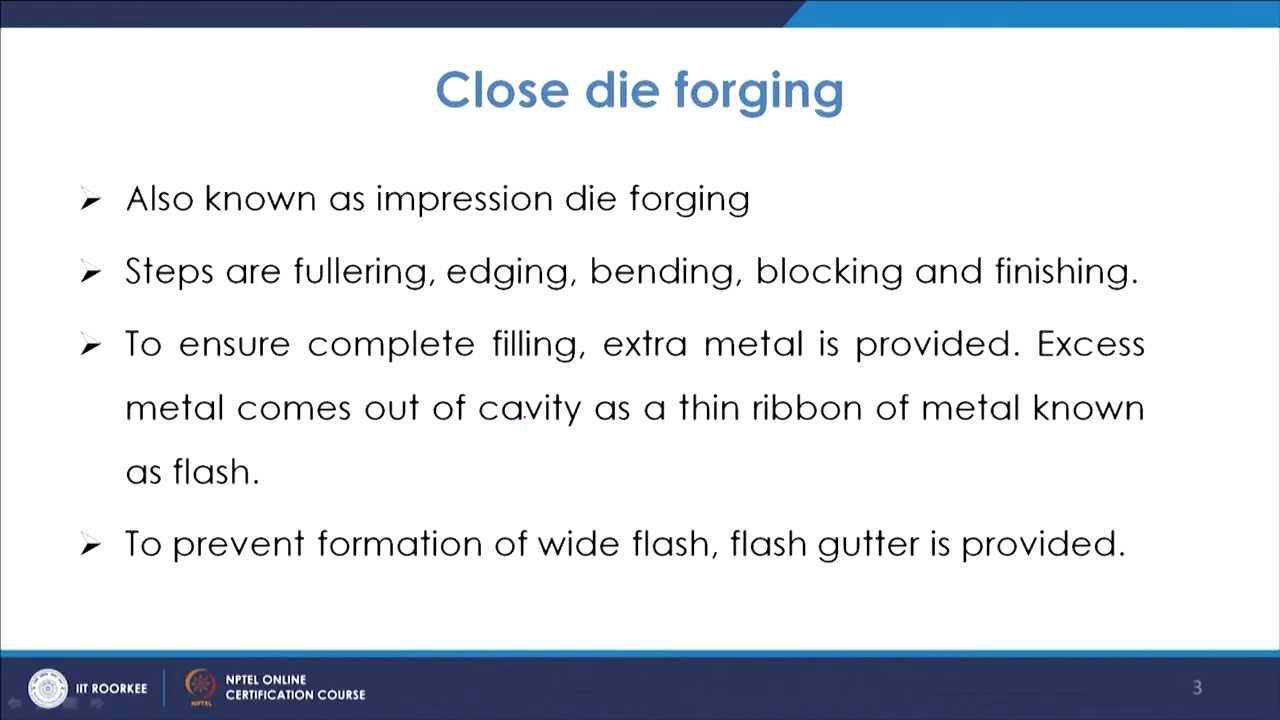 Close die forging
➢ Also known as impression die forging
➢ Steps are fullering, edging, bending, blocking and finishing.
➢ To ensure complete filling, extra metal is provided. Excess
metal comes out of cavity as a thin ribbon of metal known
as flash.
➢ To prevent formation of wide flash, flash gutter is provided.
IIT ROORKEE
NPTEL
NPTEL ONLINE
CERTIFICATION COURSE
3